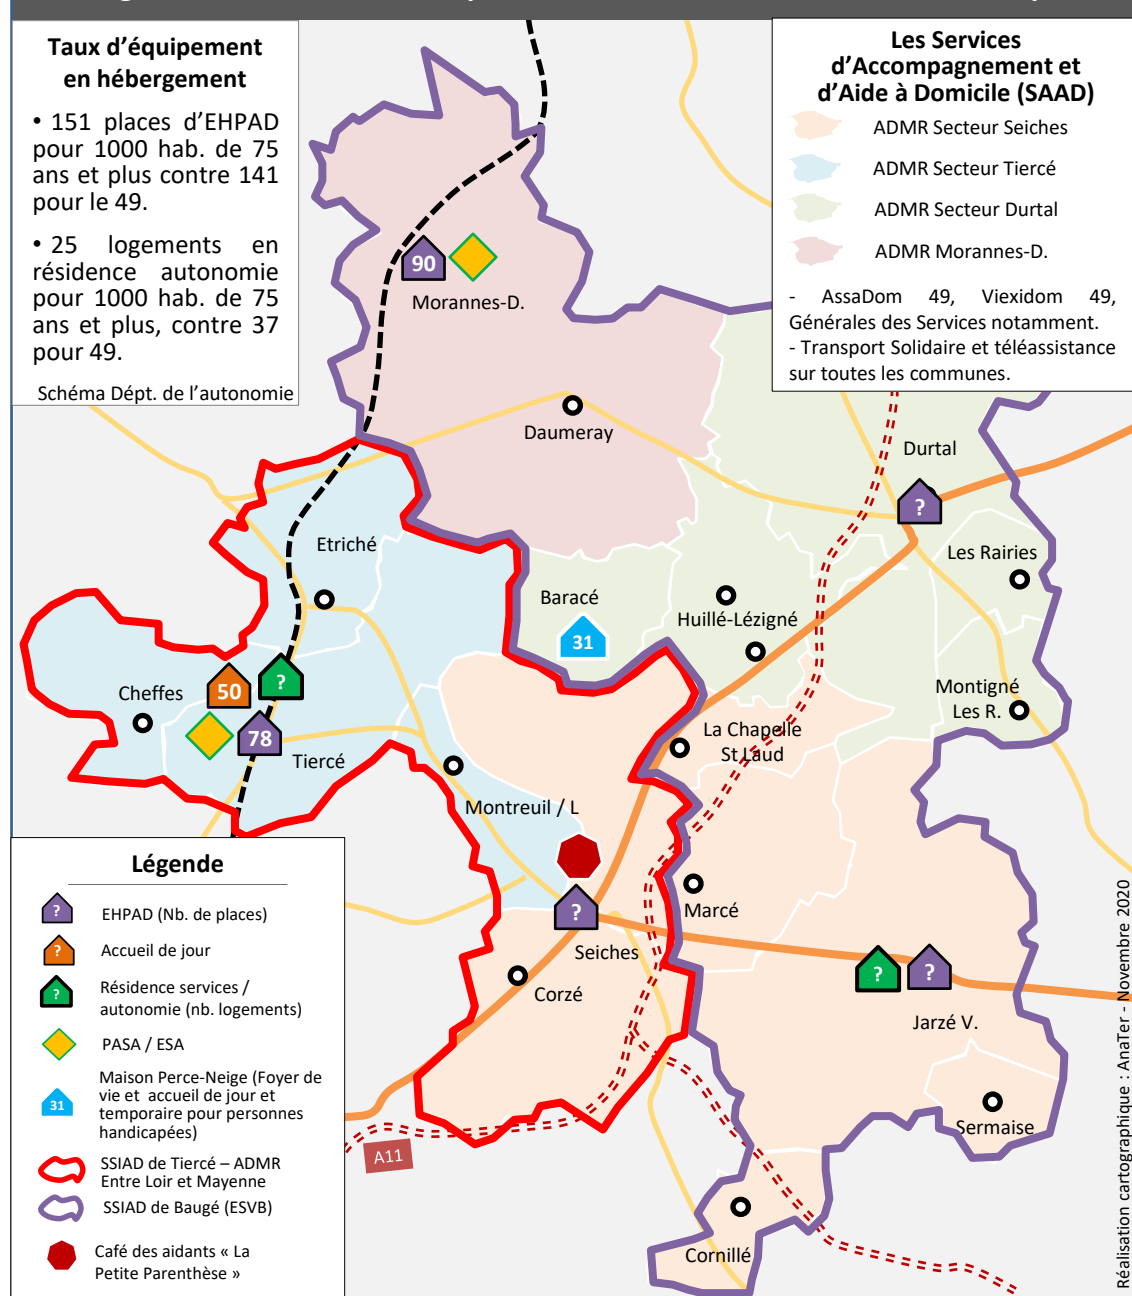 Taux d’équipement
en hébergement
• 151 places d’EHPAD
pour 1000 hab. de 75
ans et plus contre 141
pour le 49.
• 25 logements en
résidence autonomie
pour 1000 hab. de 75
ans et plus, contre 37
pour 49.
Schéma Dépt. de l’autonomie
Les Services
d’Accompagnement et
d’Aide à Domicile (SAAD)
ADMR Secteur Seiches
ADMR Secteur Tiercé
ADMR Secteur Durtal
ADMR Morannes-D.
- AssaDom 49, Viexidom 49,
Générales des Services notamment.
- Transport Solidaire et téléassistance
sur toutes les communes.
90
Morannes-D.
Daumeray
Durtal
?
Etriché
Les Rairies
Baracé
31
Huillé-Lézigné
Cheffes
50
?
78
Tiercé
Montigné
Les R.
La Chapelle
St Laud
Montreuil / L
?
Seiches
Marcé
Corzé
?
?
Jarzé V.
Sermaise
A11
Cornillé
Légende
?
EHPAD (Nb. de places)
?
Accueil de jour
?
Résidence services /
autonomie (nb. logements)
PASA / ESA
31
Maison Perce-Neige (Foyer de
vie et accueil de jour et
temporaire pour personnes
handicapées)
SSIAD de Tiercé – ADMR
Entre Loir et Mayenne
SSIAD de Baugé (ESVB)
Café des aidants « La
Petite Parenthèse »
Réalisation cartographique : AnaTer - Novembre 2020